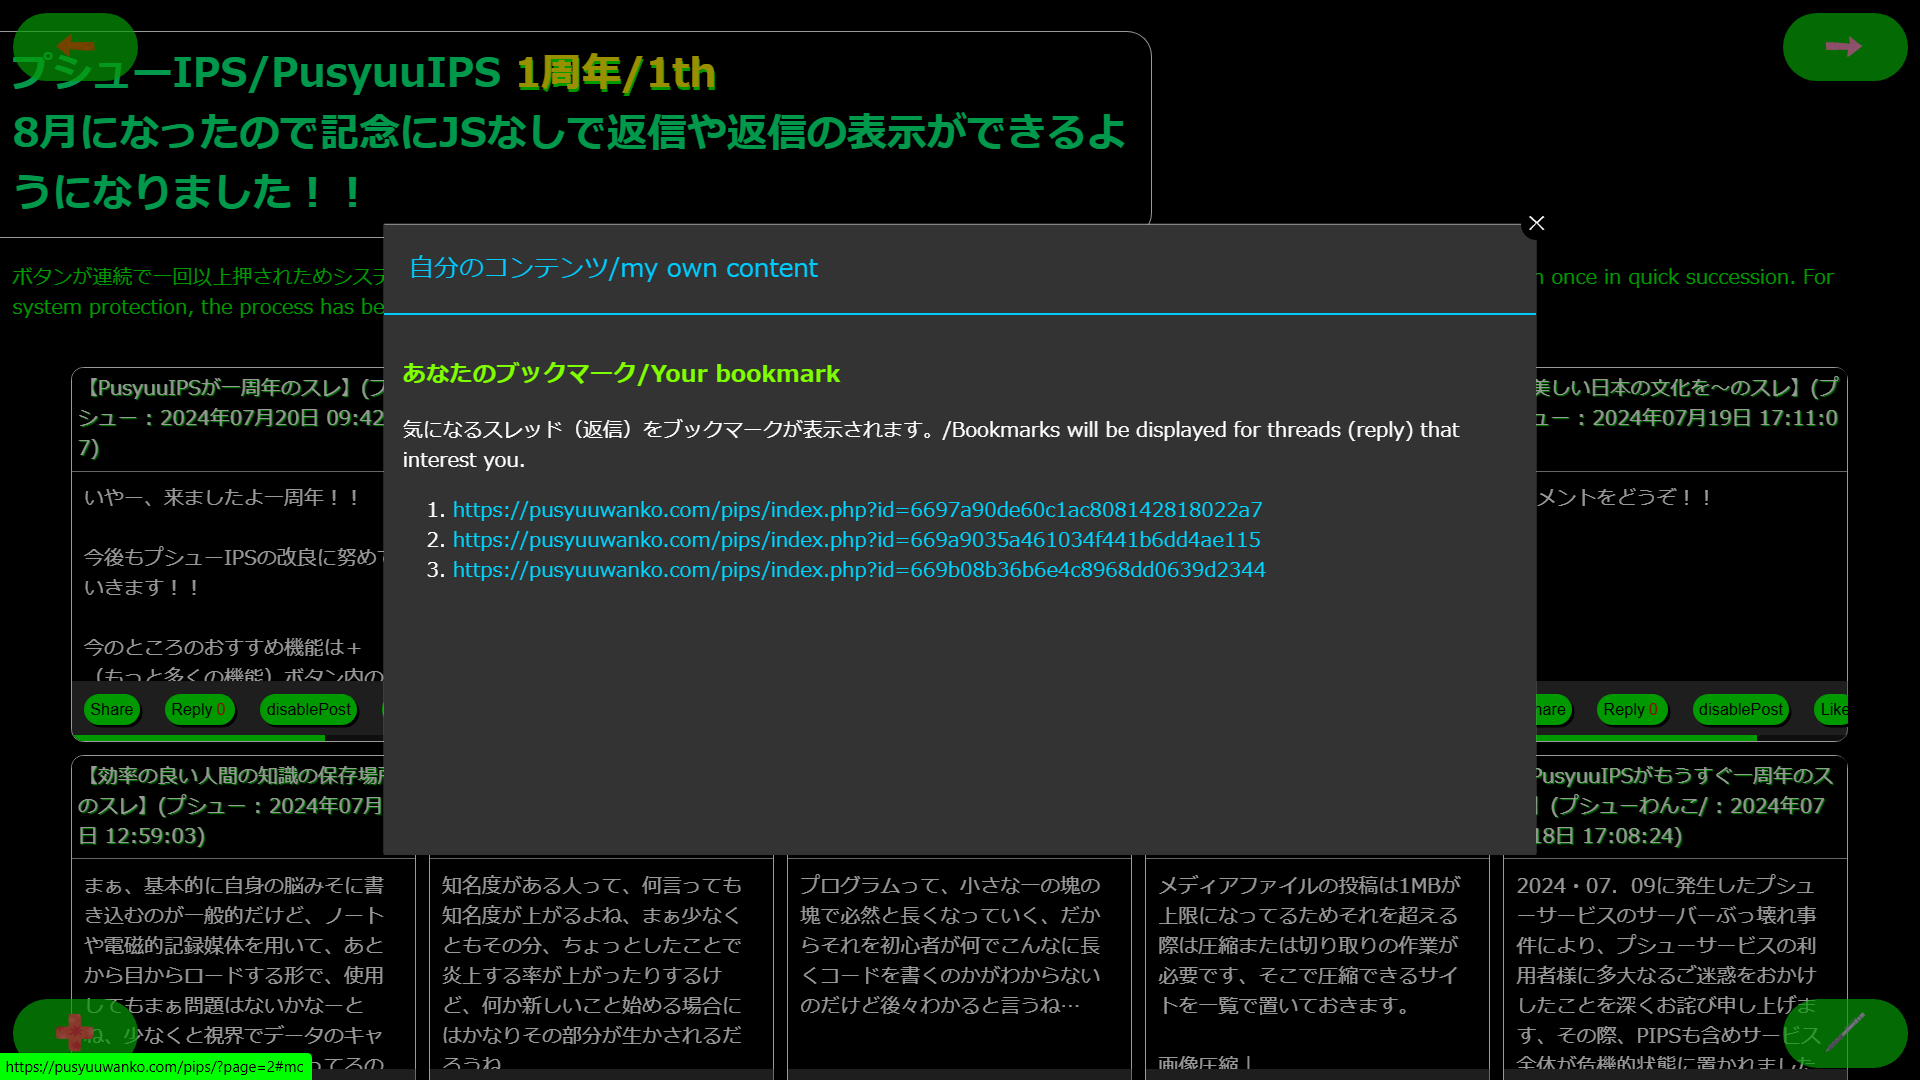 プシューIPS/PusyuuIPS 1周年/1th
8月になったので記念にJSなしで返信や返信の表示ができるよ
うになりました！！
ボタンが連続で一回以上押されためシステ
n once in quick succession. For
system protection, the process has be
自分のコンテンツ/my own content
あなたのブックマーク/Your bookmark
気になるスレッド（返信）をブックマークが表示されます。/Bookmarks will be displayed for threads (reply) that
interest you.
1. https://pusyuuwanko.com/pips/index.php?id=6697a90de60c1ac808142818022a7
2. https://pusyuuwanko.com/pips/index.php?id=669a9035a461034f441b6dd4ae115
3. https://pusyuuwanko.com/pips/index.php?id=669b08b36b6e4c8968dd0639d2344
【PusyuuIPSが一周年のスレ】(プ
シュー：2024年07月20日 09:42
7)
いやー、来ましたよ一周年！！
今後もプシューIPSの改良に努めて
いきます！！
今のところのおすすめ機能は＋
（もっと多くの機能）ボタン内の
Share Reply 0 disablePost
美しい日本の文化を～のスレ】(プ
ュー：2024年07月19日 17:11:0
メントをどうぞ！！
hare Reply 0 disablePost Like
【効率の良い人間の知識の保存場所
のスレ】(プシュー：2024年07月
日 12:59:03)
まぁ、基本的に自身の脳みそに書
き込むのが一般的だけど、ノート
や電磁的記録媒体を用いて、あと
から目からロードする形で、使用
してもまぁ問題はないかなーと
ね、少なくと視界でデータのキャ
ってるの
知名度がある人って、何言っても
知名度が上がるよね、まぁ少なく
ともその分、ちょっとしたことで
炎上する率が上がったりするけ
ど、何か新しいこと始める場合に
はかなりその部分が生かされるだ
ろうね
プログラムって、小さな一の塊の
塊で必然と長くなっていく、だか
らそれを初心者が何でこんなに長
くコードを書くのかがわからない
のだけど後々わかると言うね…
メディアファイルの投稿は1MBが
上限になってるためそれを超える
際は圧縮または切り取りの作業が
必要です、そこで圧縮できるサイ
トを一覧で置いておきます。
画像圧縮 |
PusyuuIPSがもうすぐ一周年のス
】(プシューわんこ/：2024年07
18日 17:08:24)
2024・07．09に発生したプシュ
ーサービスのサーバーぶっ壊れ事
件により、プシューサービスの利
用者様に多大なるご迷惑をおかけ
したことを深くお詫び申し上げま
す、その際、PIPSも含めサービス
全体が危機的状態に置かれました
https://pusyuuwanko.com/pips/?page=2#mc